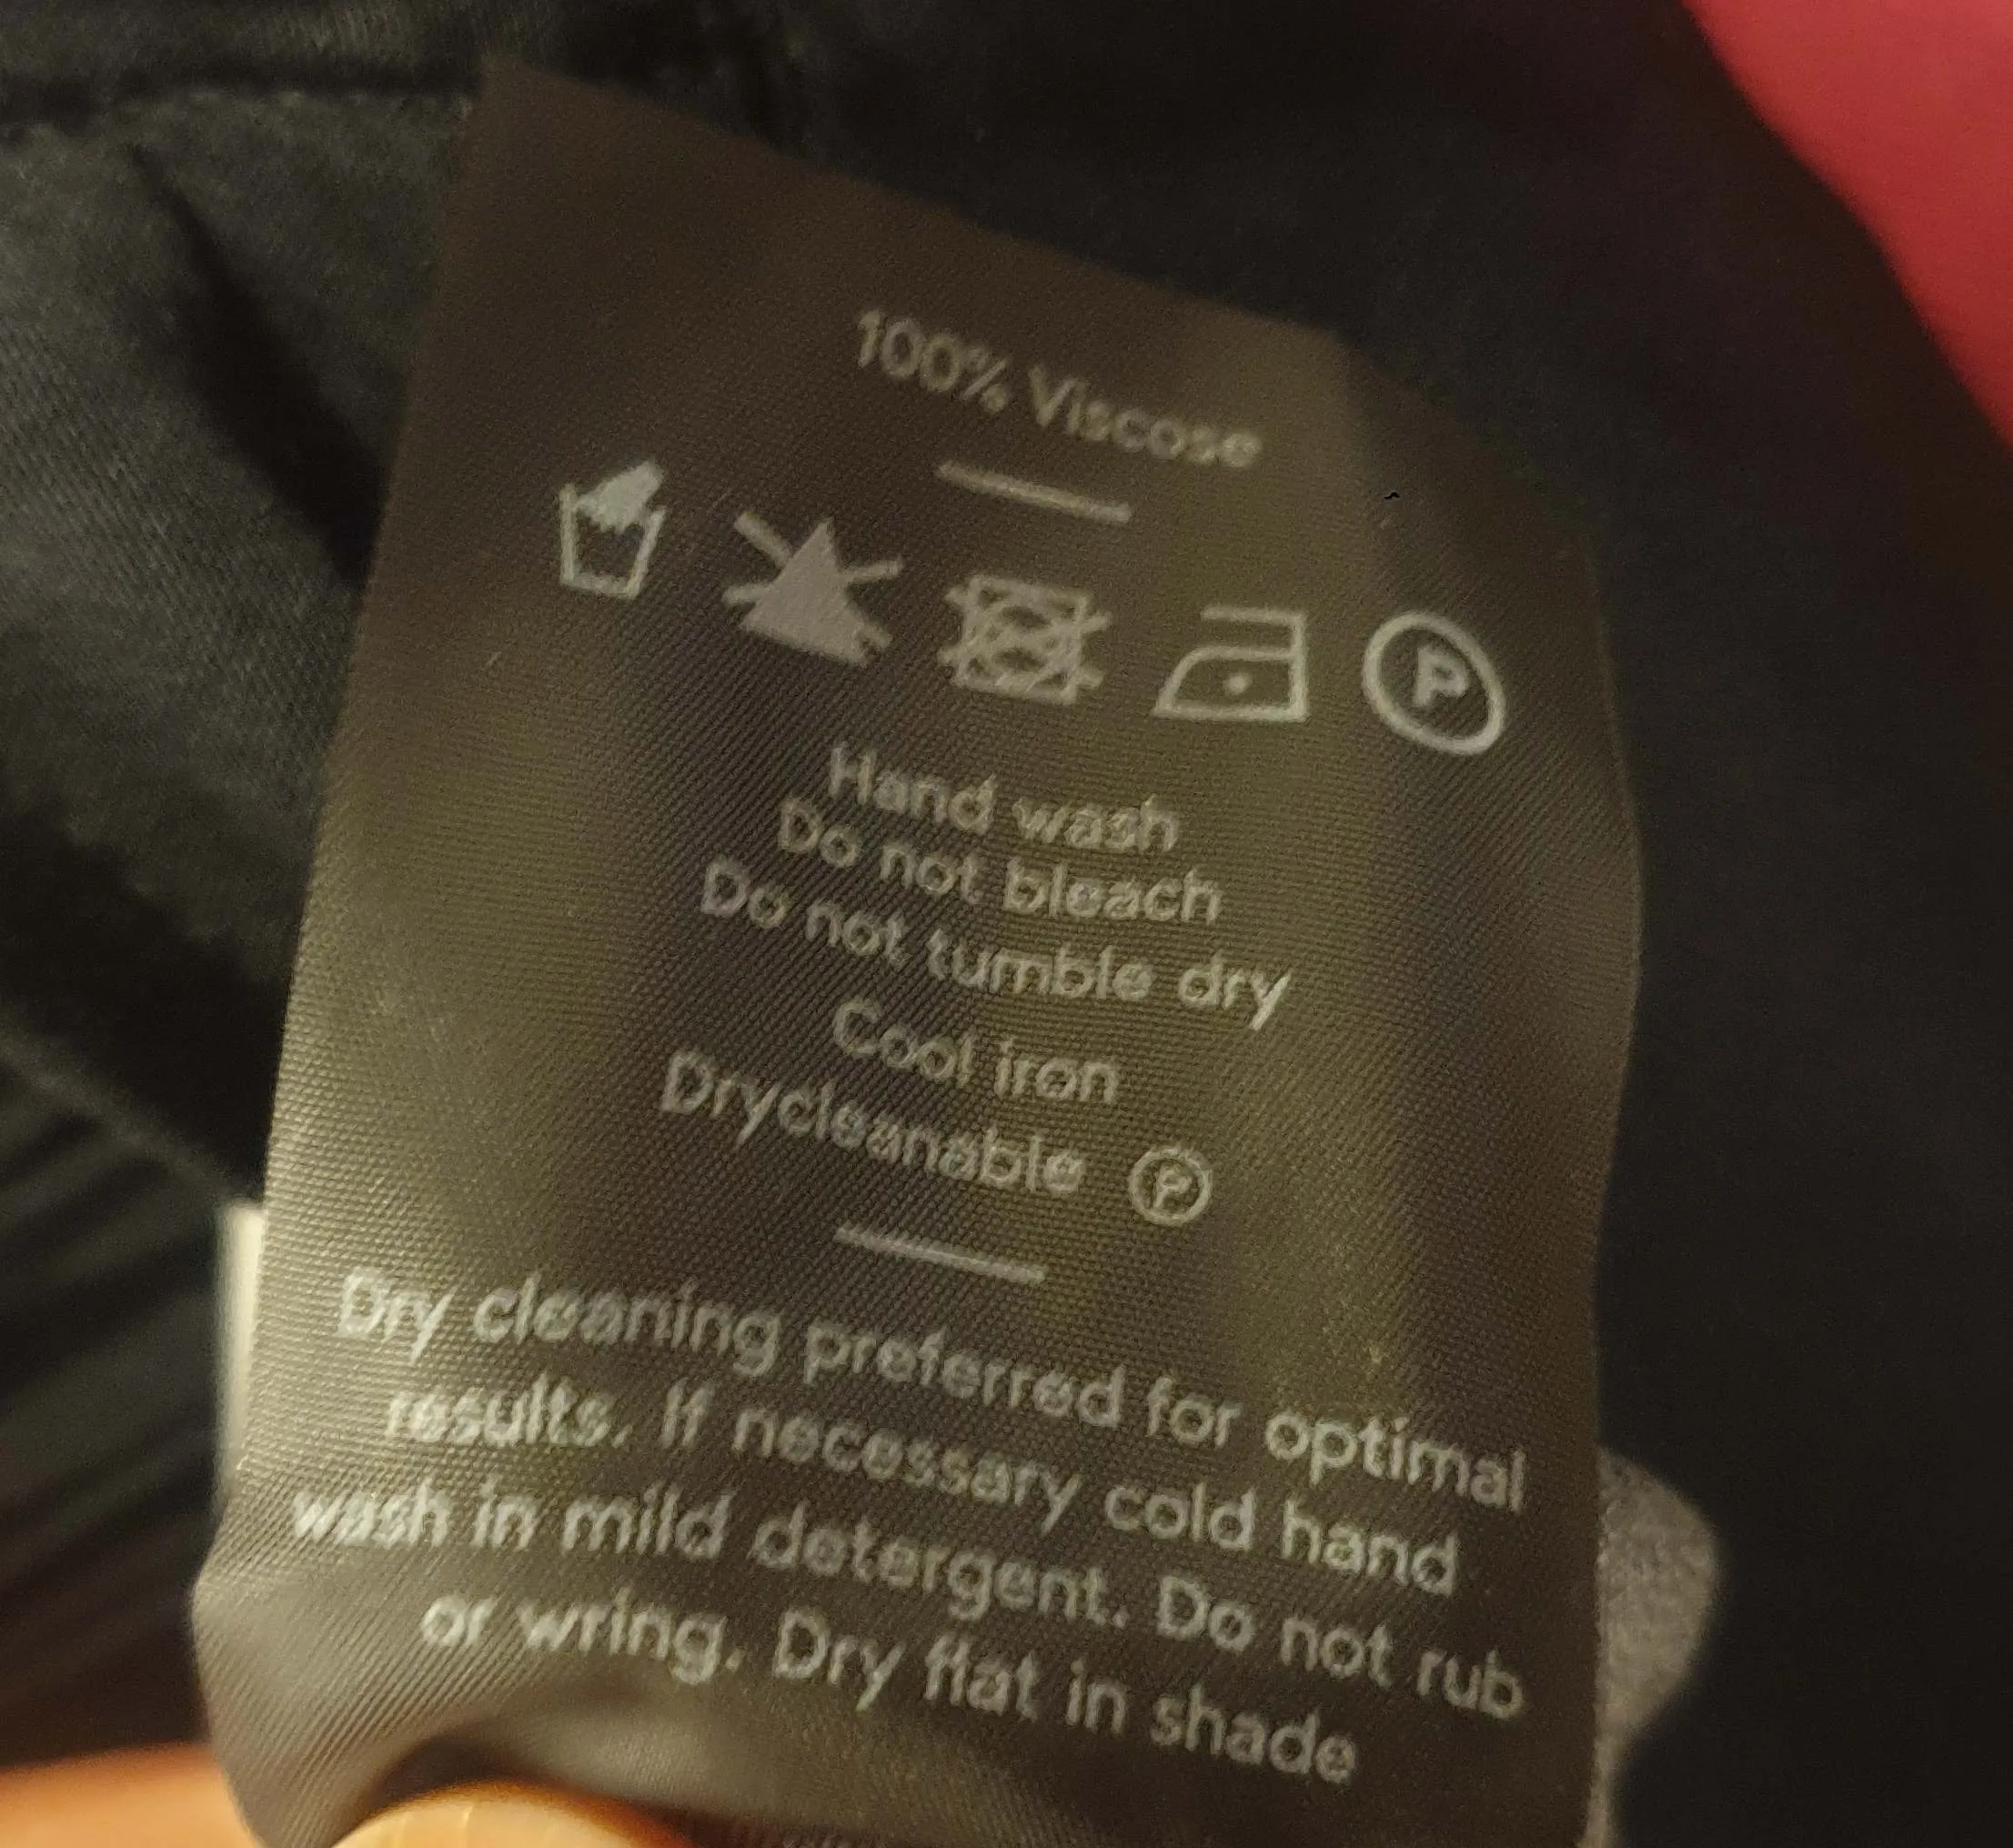 100% Viscose
P
Hand wash
Do not bleach
Do not tumble dry
Cool iron
Drycleanable Ⓟ
Dry cleaning preferred for optimal
results. If necessary cold hand
wash in mild detergent. Do not rub
or wring. Dry flat in shade